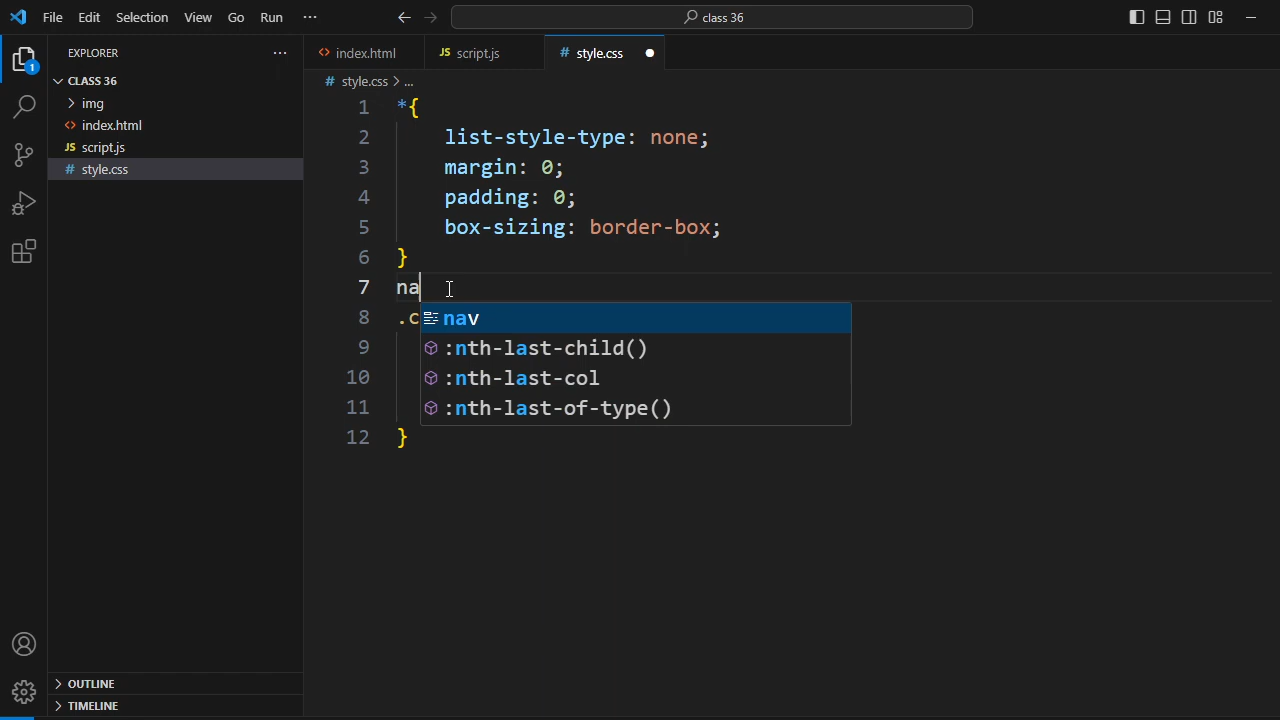 File Edit Selection View Go Run ··· class 36
EXPLORER ···
CLASS 36
img
index.html
script.js
style.css
OUTLINE
TIMELINE
1
<> index.html JS script.js # style.css
# style.css > ...
1 *{
2 list-style-type: none;
3 margin: 0;
4 padding: 0;
5 box-sizing: border-box;
6 }
7 na
8 .c
nav
9 :nth-last-child()
10 :nth-last-col
11 :nth-last-of-type()
12 }